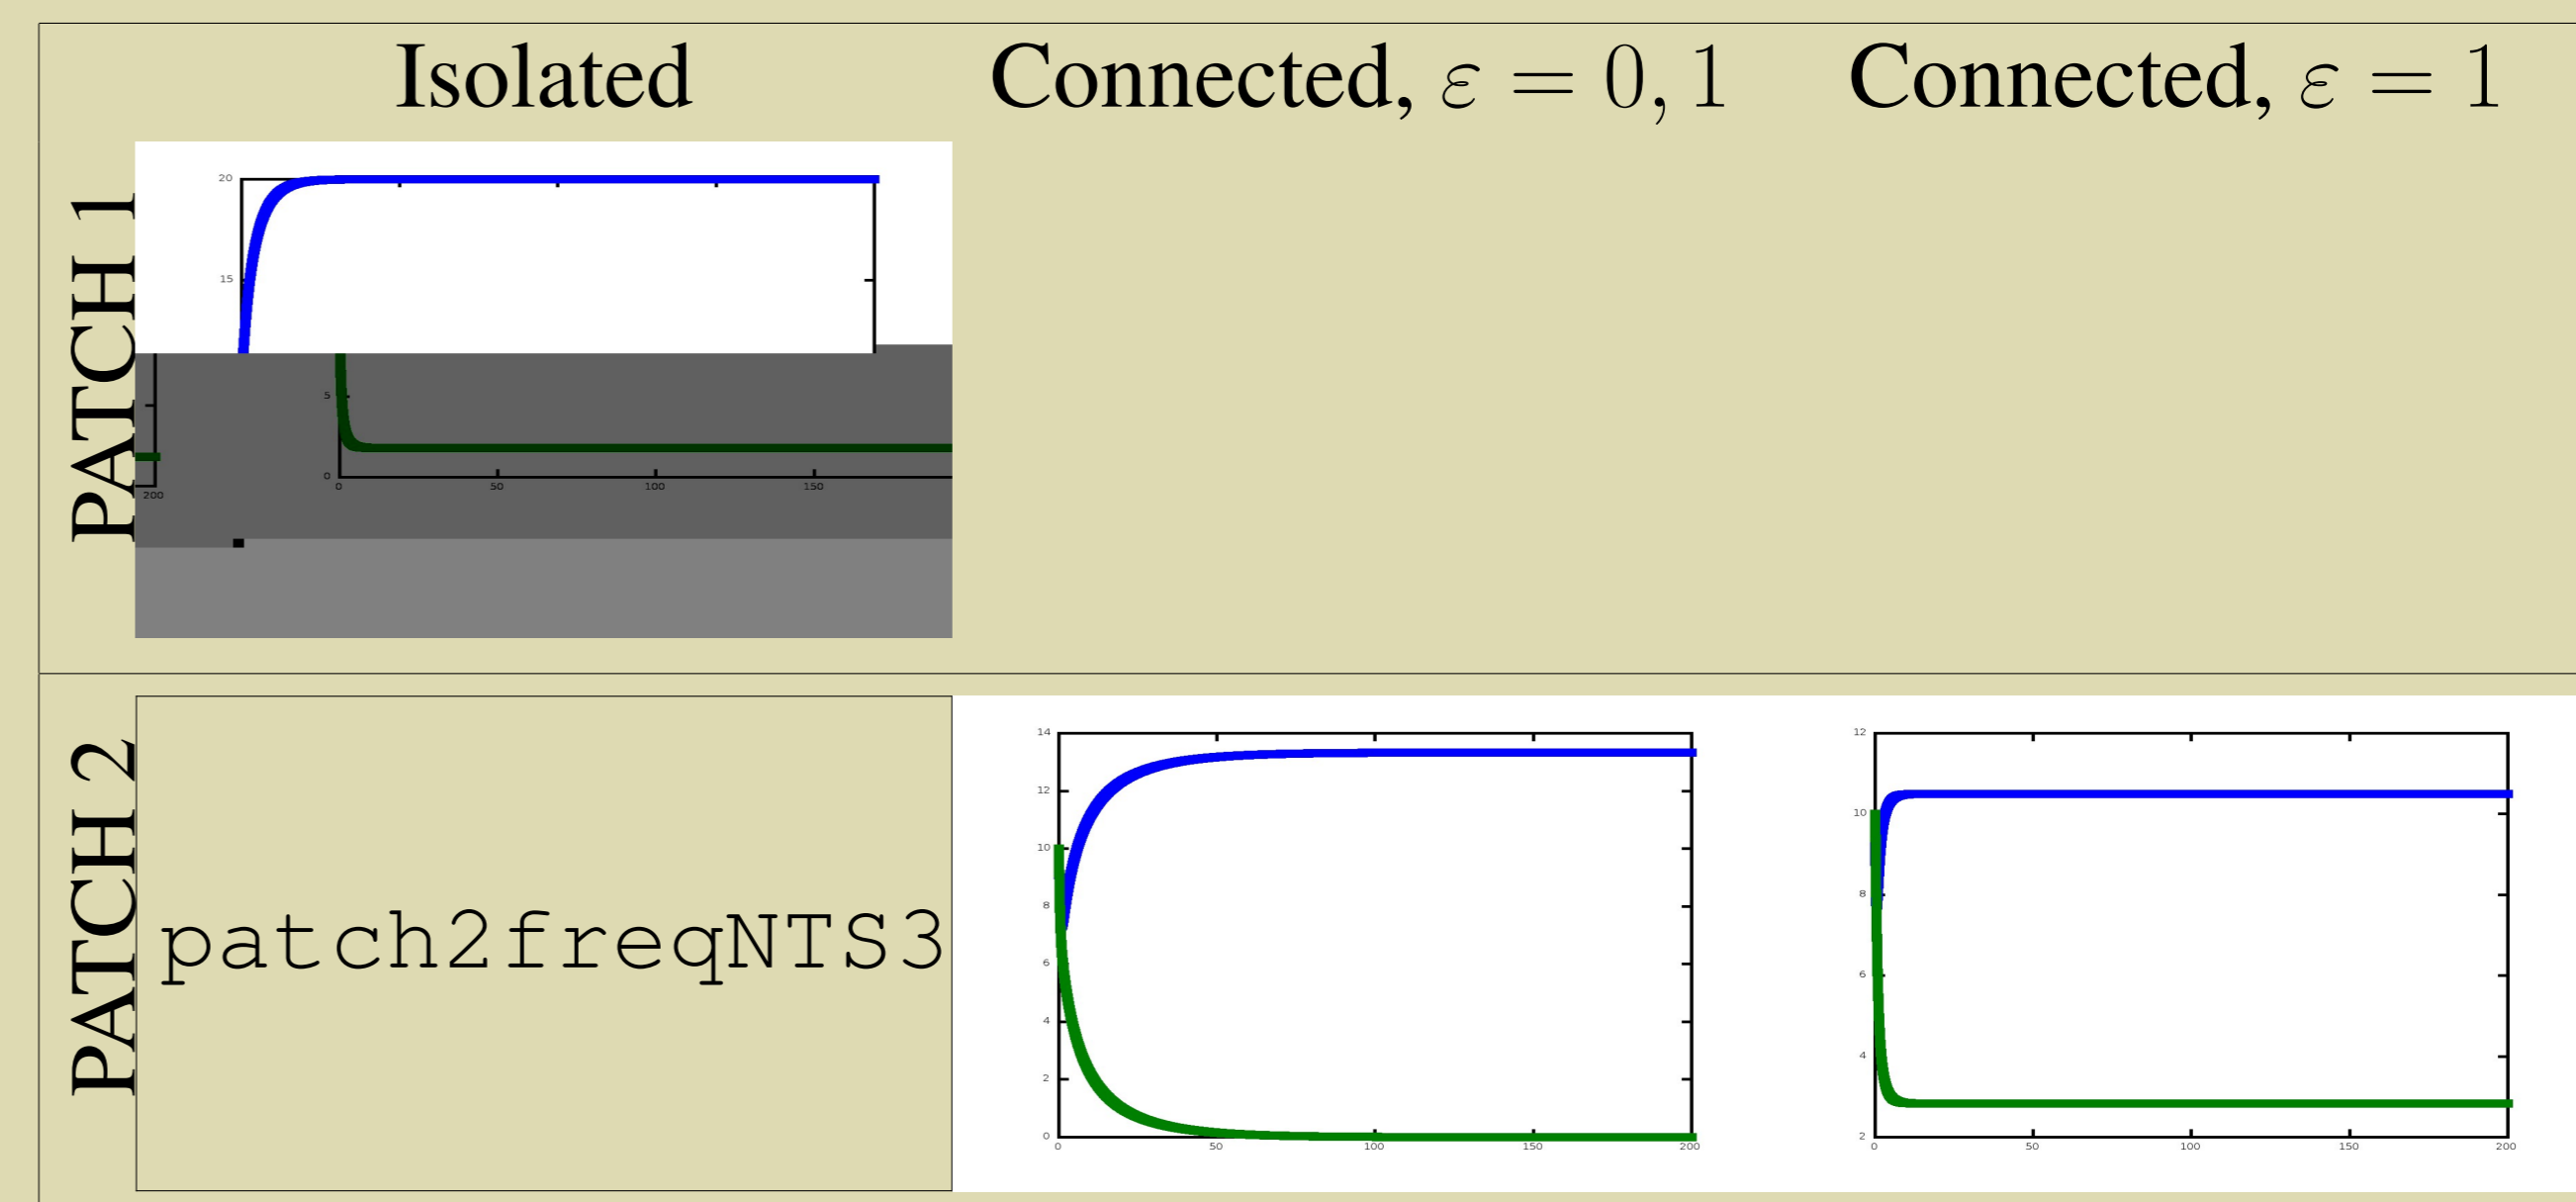 Isolated Connected, ε = 0, 1 Connected, ε = 1
PATCH 1
20
15
5
0
200
0 50 100 150
PATCH 2
patch2freqNTS3
14
12
10
8
6
4
2
0
0 50 100 150 200
12
10
8
6
4
2
0 50 100 150 200